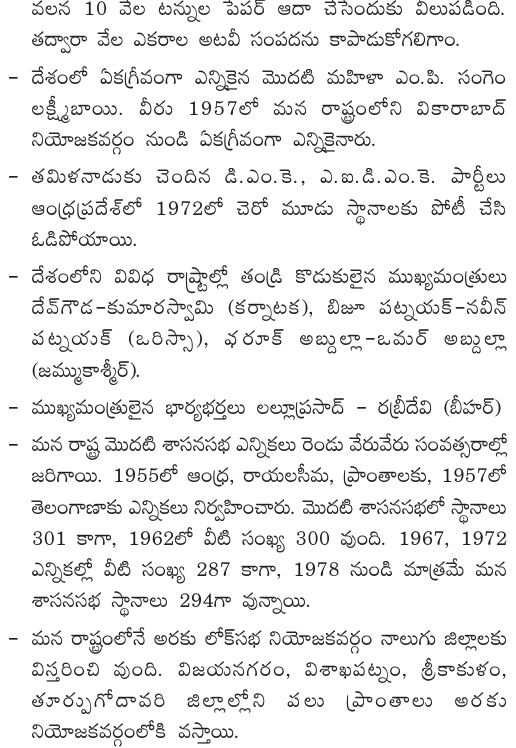 వలన 10 వేల టన్నుల పేపర్ ఆదా చేసేందుకు వీలుపడింది.
తద్వారా వేల ఎకరాల అటవీ సంపదను కాపాడుకోగలిగాం.
– దేశంలో ఏకగ్రీవంగా ఎన్నికైన మొదటి మహిళా ఎం.పి. సంగెం
లక్ష్మీబాయి. వీరు 1957లో మన రాష్ట్రంలోని వికారాబాద్
నియోజకవర్గం నుండి ఏకగ్రీవంగా ఎన్నికైనారు.
– తమిళనాడుకు చెందిన డి.ఎం.కె., ఎ.ఐ.డి.ఎం.కె. పార్టీలు
ఆంధ్రప్రదేశ్‌లో 1972లో చెరో మూడు స్థానాలకు పోటీ చేసి
ఓడిపోయాయి.
– దేశంలోని వివిధ రాష్ట్రాల్లో తండ్రి కొడుకులైన ముఖ్యమంత్రులు
దేవ్‌గౌడ-కుమారస్వామి (కర్నాటక), బిజూ పట్నయక్-నవీన్
పట్నయక్ (ఒరిస్సా), ఫరూక్ అబ్దుల్లా-ఒమర్ అబ్దుల్లా
(జమ్ముకాశ్మీర్).
– ముఖ్యమంత్రులైన భార్యభర్తలు లల్లూప్రసాద్ – రబ్రీదేవి (బీహర్)
– మన రాష్ట్ర మొదటి శాసనసభ ఎన్నికలు రెండు వేరువేరు సంవత్సరాల్లో
జరిగాయి. 1955లో ఆంధ్ర, రాయలసీమ, ప్రాంతాలకు, 1957లో
తెలంగాణాకు ఎన్నికలు నిర్వహించారు. మొదటి శాసనసభలో స్థానాలు
301 కాగా, 1962లో వీటి సంఖ్య 300 వుంది. 1967, 1972
ఎన్నికల్లో వీటి సంఖ్య 287 కాగా, 1978 నుండి మాత్రమే మన
శాసనసభ స్థానాలు 294గా వున్నాయి.
– మన రాష్ట్రంలోనే అరకు లోక్‌సభ నియోజకవర్గం నాలుగు జిల్లాలకు
విస్తరించి వుంది. విజయనగరం, విశాఖపట్నం, శ్రీకాకుళం,
తూర్పుగోదావరి జిల్లాల్లోని పలు ప్రాంతాలు అరకు
నియోజకవర్గంలోకి వస్తాయి.